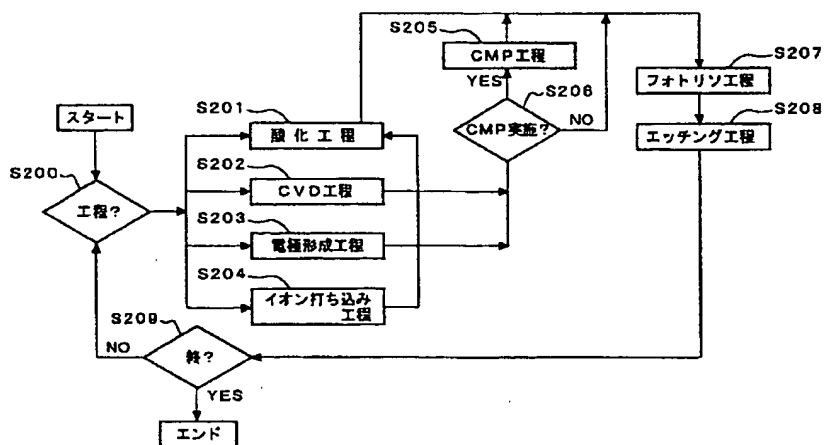 S205
CMP工程
YES
S206
CMP実施?
NO
S207
フォトリソ工程
S208
エッチング工程
スタート
S200
工程?
S201
酸化工程
S202
CVD工程
S203
電極形成工程
S204
イオン打ち込み
工程
S209
NO
終?
YES
エンド